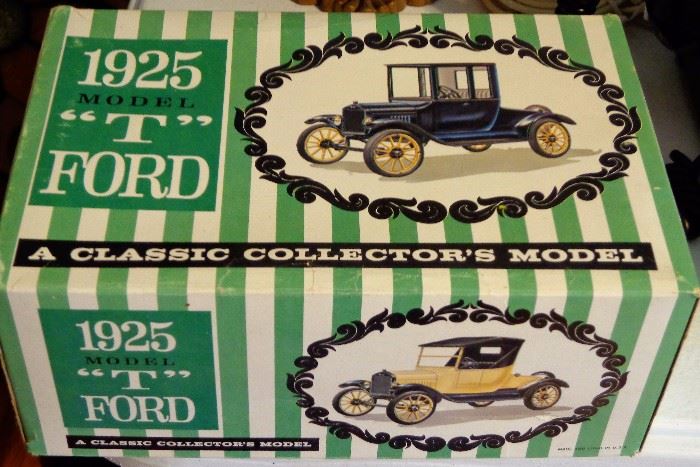 1925
MODEL
"T"
FORD
A CLASSIC COLLECTOR'S MODEL
1925
MODEL
"T"
FORD
A CLASSIC COLLECTOR'S MODEL